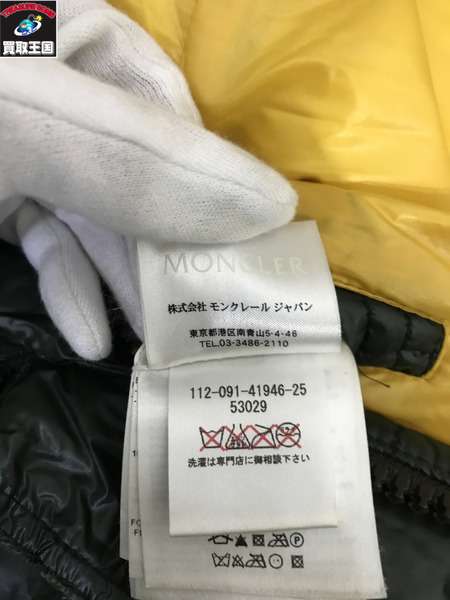 TREASURE MARKET
買取王国
MONCLER
株式会社 モンクレール ジャパン
東京都港区南青山5-4-46
TEL.03-3486-2110
112-091-41946-25
53029
洗濯は専門店に御相談下さい